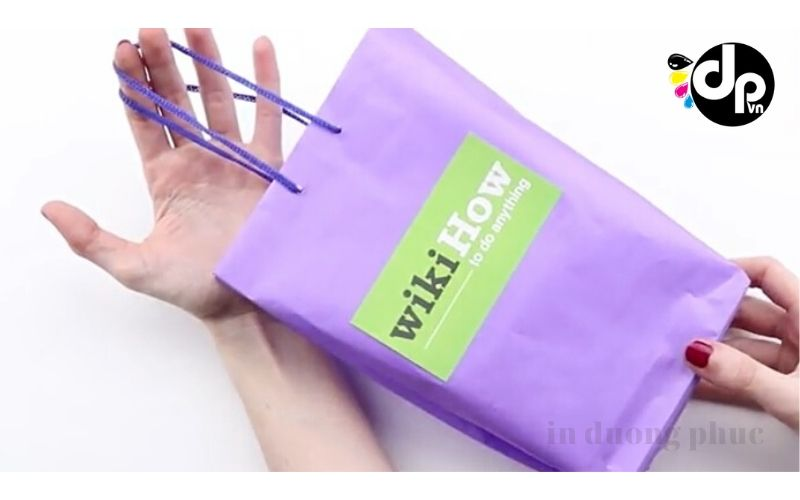 dp
vn
wikiHow
to do anything
in duong phuc